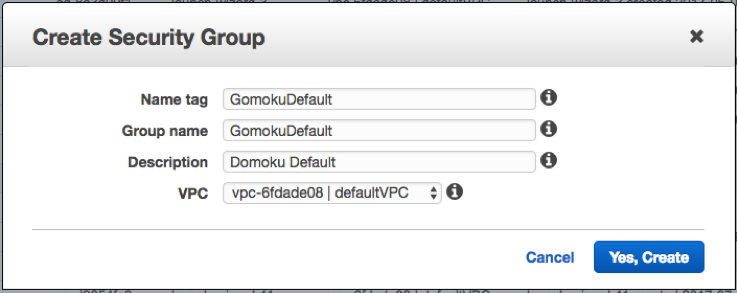 Create Security Group
Name tag GomokuDefault
Group name GomokuDefault
Description Domoku Default
VPC vpc-6fdade08 | defaultVPC
Cancel Yes, Create